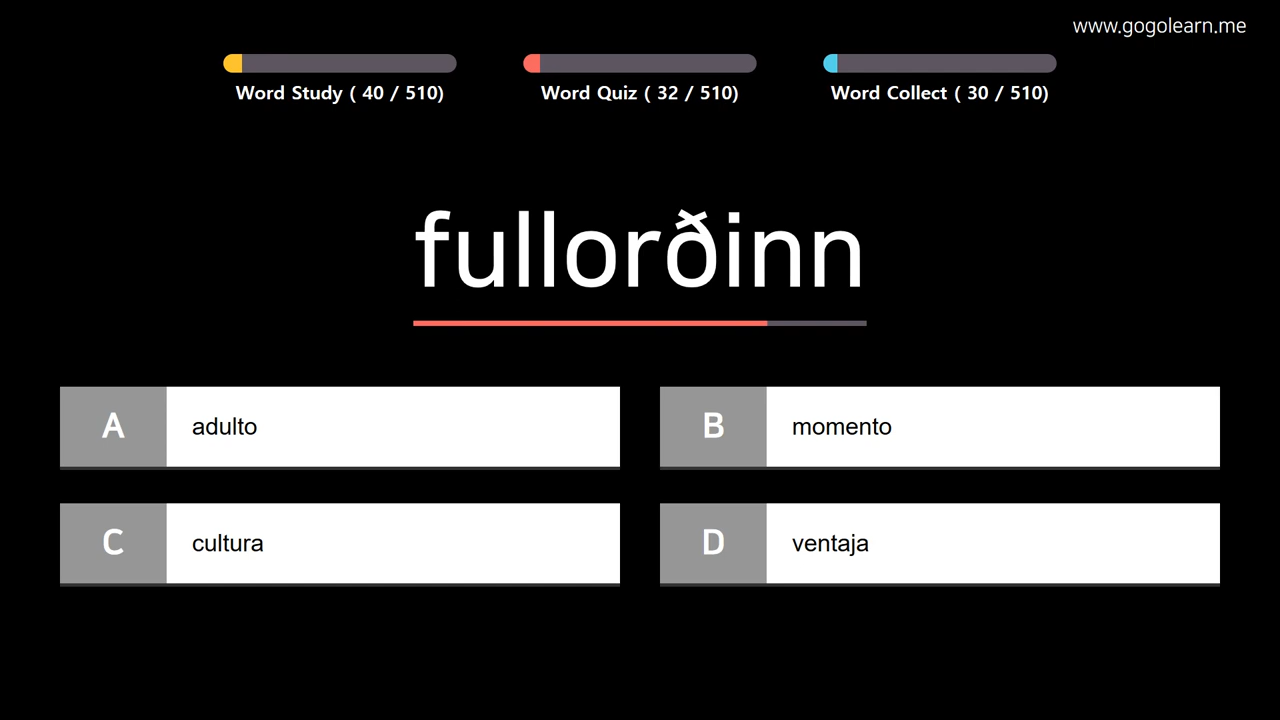 www.gogolearn.me
Word Study ( 40 / 510)
Word Quiz ( 32 / 510)
Word Collect ( 30 / 510)
fullorðinn
A adulto
B momento
C cultura
D ventaja